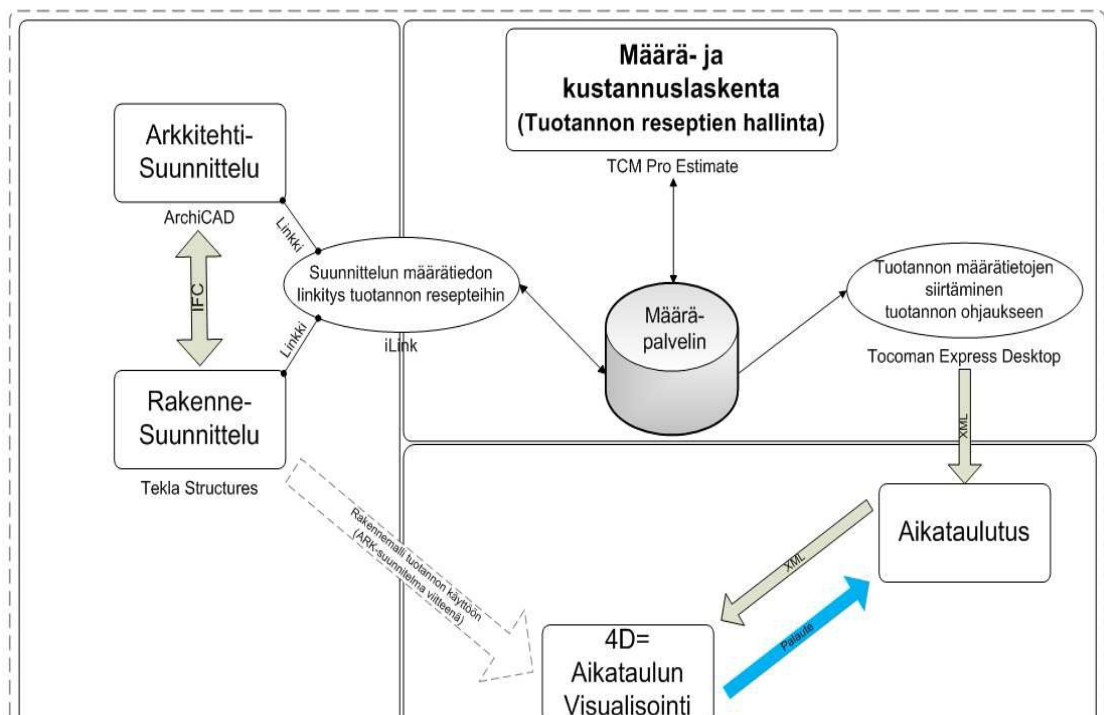 Arkkitehti-
Suunnittelu
ArchiCAD
IFC
Rakenne-
Suunnittelu
Tekla Structures
Linkki
Linkki
Suunnittelun määrätiedon
linkitys tuotannon resepteihin
iLink
Määrä- ja
kustannuslaskenta
(Tuotannon reseptien hallinta)
TCM Pro Estimate
Määrä-
palvelin
Tuotannon määrätietojen
siirtäminen
tuotannon ohjaukseen
Tocoman Express Desktop
XML
Aikataulutus
XML
Palaute
Rakennemalli tuotannon käyttöön
(ARK-suunnitelma viitteenä)
4D=
Aikataulun
Visualisointi